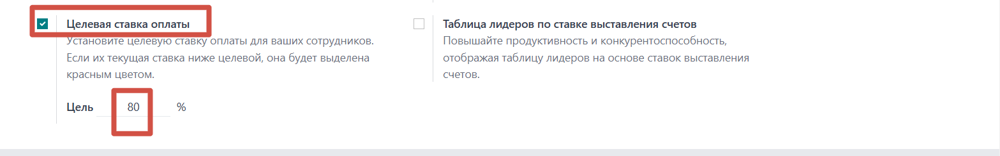 Целевая ставка оплаты
Установите целевую ставку оплаты для ваших сотрудников.
Если их текущая ставка ниже целевой, она будет выделена
красным цветом.
Цель 80 %
Таблица лидеров по ставке выставления счетов
Повышайте продуктивность и конкурентоспособность,
отображая таблицу лидеров на основе ставок выставления
счетов.